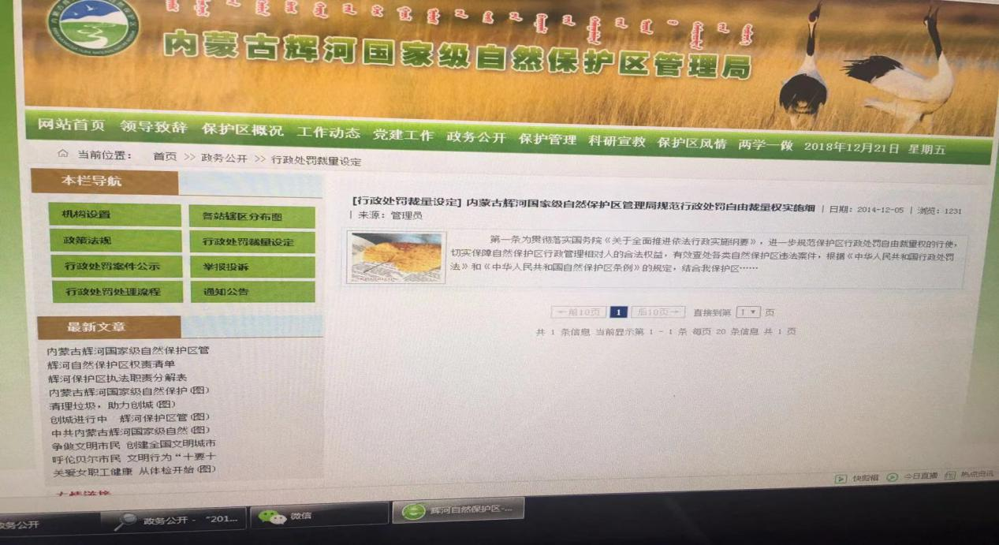 内蒙古辉河国家级自然保护区管理局
网站首页 领导致辞 保护区概况 工作动态 党建工作 政务公开 保护管理 科研宣教 保护区风情 两学一做 2018年12月21日 星期五
当前位置： 首页 >> 政务公开 >> 行政处罚裁量设定
本栏导航
机构设置 各站辖区分布图
政策法规 行政处罚裁量设定
行政处罚案件公示 举报投诉
行政处罚处理流程 通知公告
最新文章
内蒙古辉河国家级自然保护区管
辉河自然保护区权责清单
辉河保护区执法职责分解表
内蒙古辉河国家级自然保护(图)
清理垃圾，助力创城(图)
创城进行中 辉河保护区管(图)
中共内蒙古辉河国家级自然(图)
争做文明市民 创建全国文明城市
呼伦贝尔市民 文明行为“十要十
关爱女职工健康 从体检开始(图)
[行政处罚裁量设定] 内蒙古辉河国家级自然保护区管理局规范行政处罚自由裁量权实施细 | 日期：2014-12-05 | 浏览：1231
| 来源：管理员
第一条为贯彻落实国务院《关于全面推进依法行政实施纲要》，进一步规范保护区行政处罚自由裁量权的行使，
切实保障自然保护区行政管理相对人的合法权益，有效查处各类自然保护区违法案件，根据《中华人民共和国行政处罚
法》和《中华人民共和国自然保护区条例》的规定，结合我保护区……
←前10页 1 后10页→ 直接到第 1 页
共 1 条信息 当前显示第 1 - 1 条 每页 20 条信息 共 1 页
快剪辑 今日直播 热点资讯
政务公开 政务公开 - “201... 微信 辉河自然保护区-...